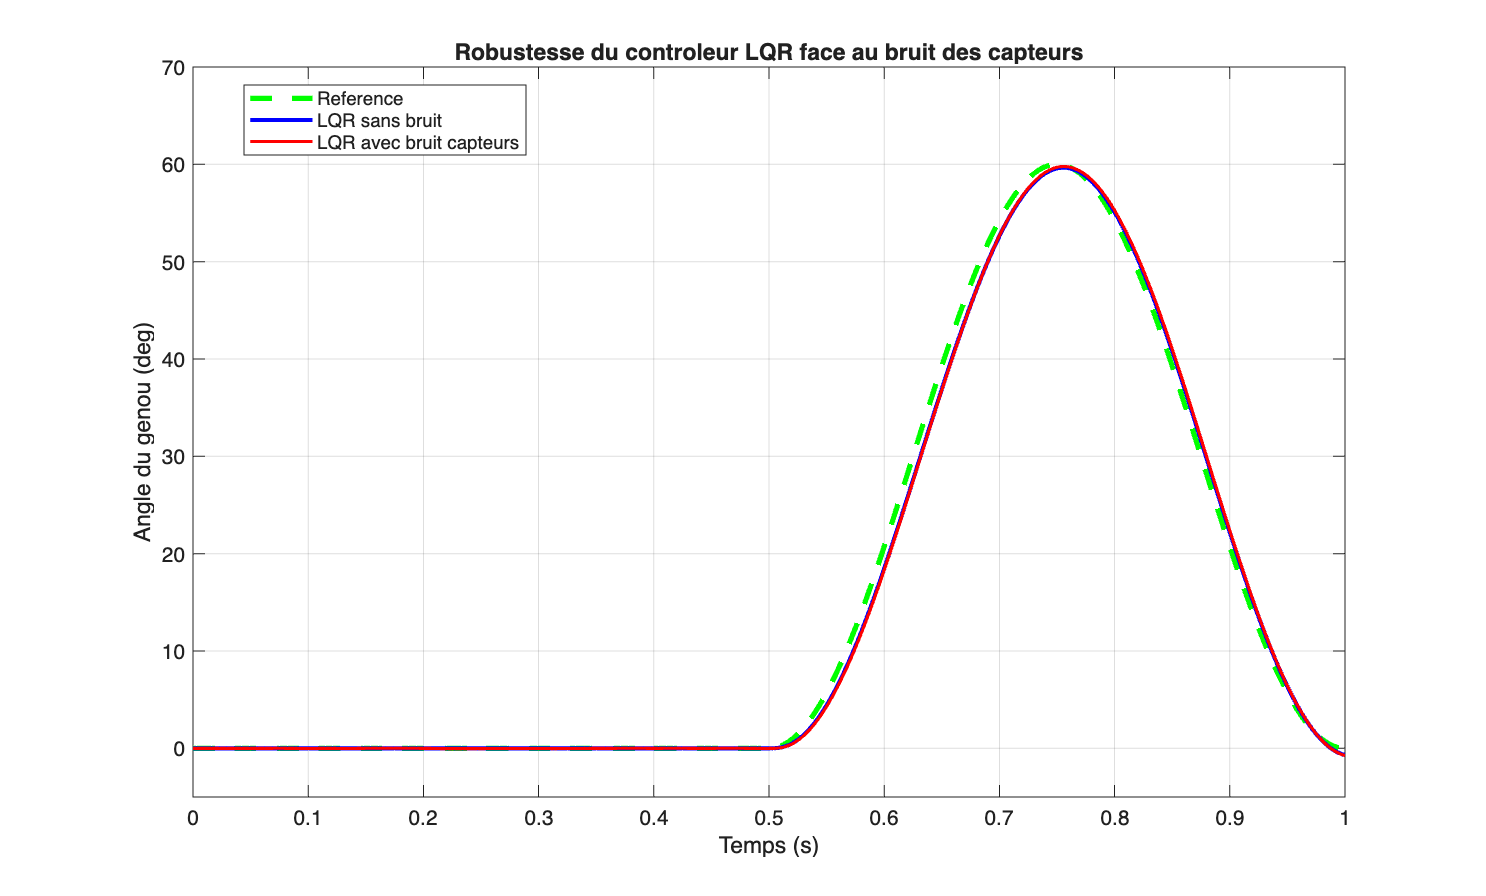 Robustesse du controleur LQR face au bruit des capteurs
Reference
LQR sans bruit
LQR avec bruit capteurs
Angle du genou (deg)
70
60
50
40
30
20
10
0
0 0.1 0.2 0.3 0.4 0.5 0.6 0.7 0.8 0.9 1
Temps (s)